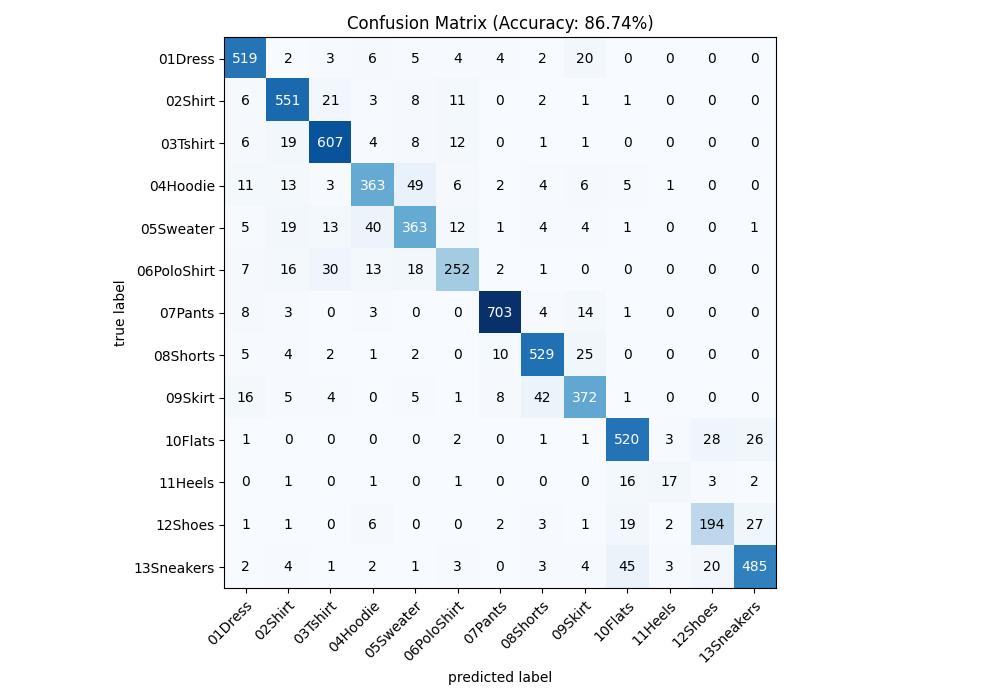 Confusion Matrix (Accuracy: 86.74%)
01Dress 519 2 3 6 5 4 4 2 20 0 0 0 0
02Shirt 6 551 21 3 8 11 0 2 1 1 0 0 0
03Tshirt 6 19 607 4 8 12 0 1 1 0 0 0 0
04Hoodie 11 13 3 363 49 6 2 4 6 5 1 0 0
05Sweater 5 19 13 40 363 12 1 4 4 1 0 0 1
06PoloShirt 7 16 30 13 18 252 2 1 0 0 0 0 0
true label
07Pants 8 3 0 3 0 0 703 4 14 1 0 0 0
08Shorts 5 4 2 1 2 0 10 529 25 0 0 0 0
09Skirt 16 5 4 0 5 1 8 42 372 1 0 0 0
10Flats 1 0 0 0 0 2 0 1 1 520 3 28 26
11Heels 0 1 0 1 0 1 0 0 0 16 17 3 2
12Shoes 1 1 0 6 0 0 2 3 1 19 2 194 27
13Sneakers 2 4 1 2 1 3 0 3 4 45 3 20 485
01Dress 02Shirt 03Tshirt 04Hoodie 05Sweater 06PoloShirt 07Pants 08Shorts 09Skirt 10Flats 11Heels 12Shoes 13Sneakers
predicted label